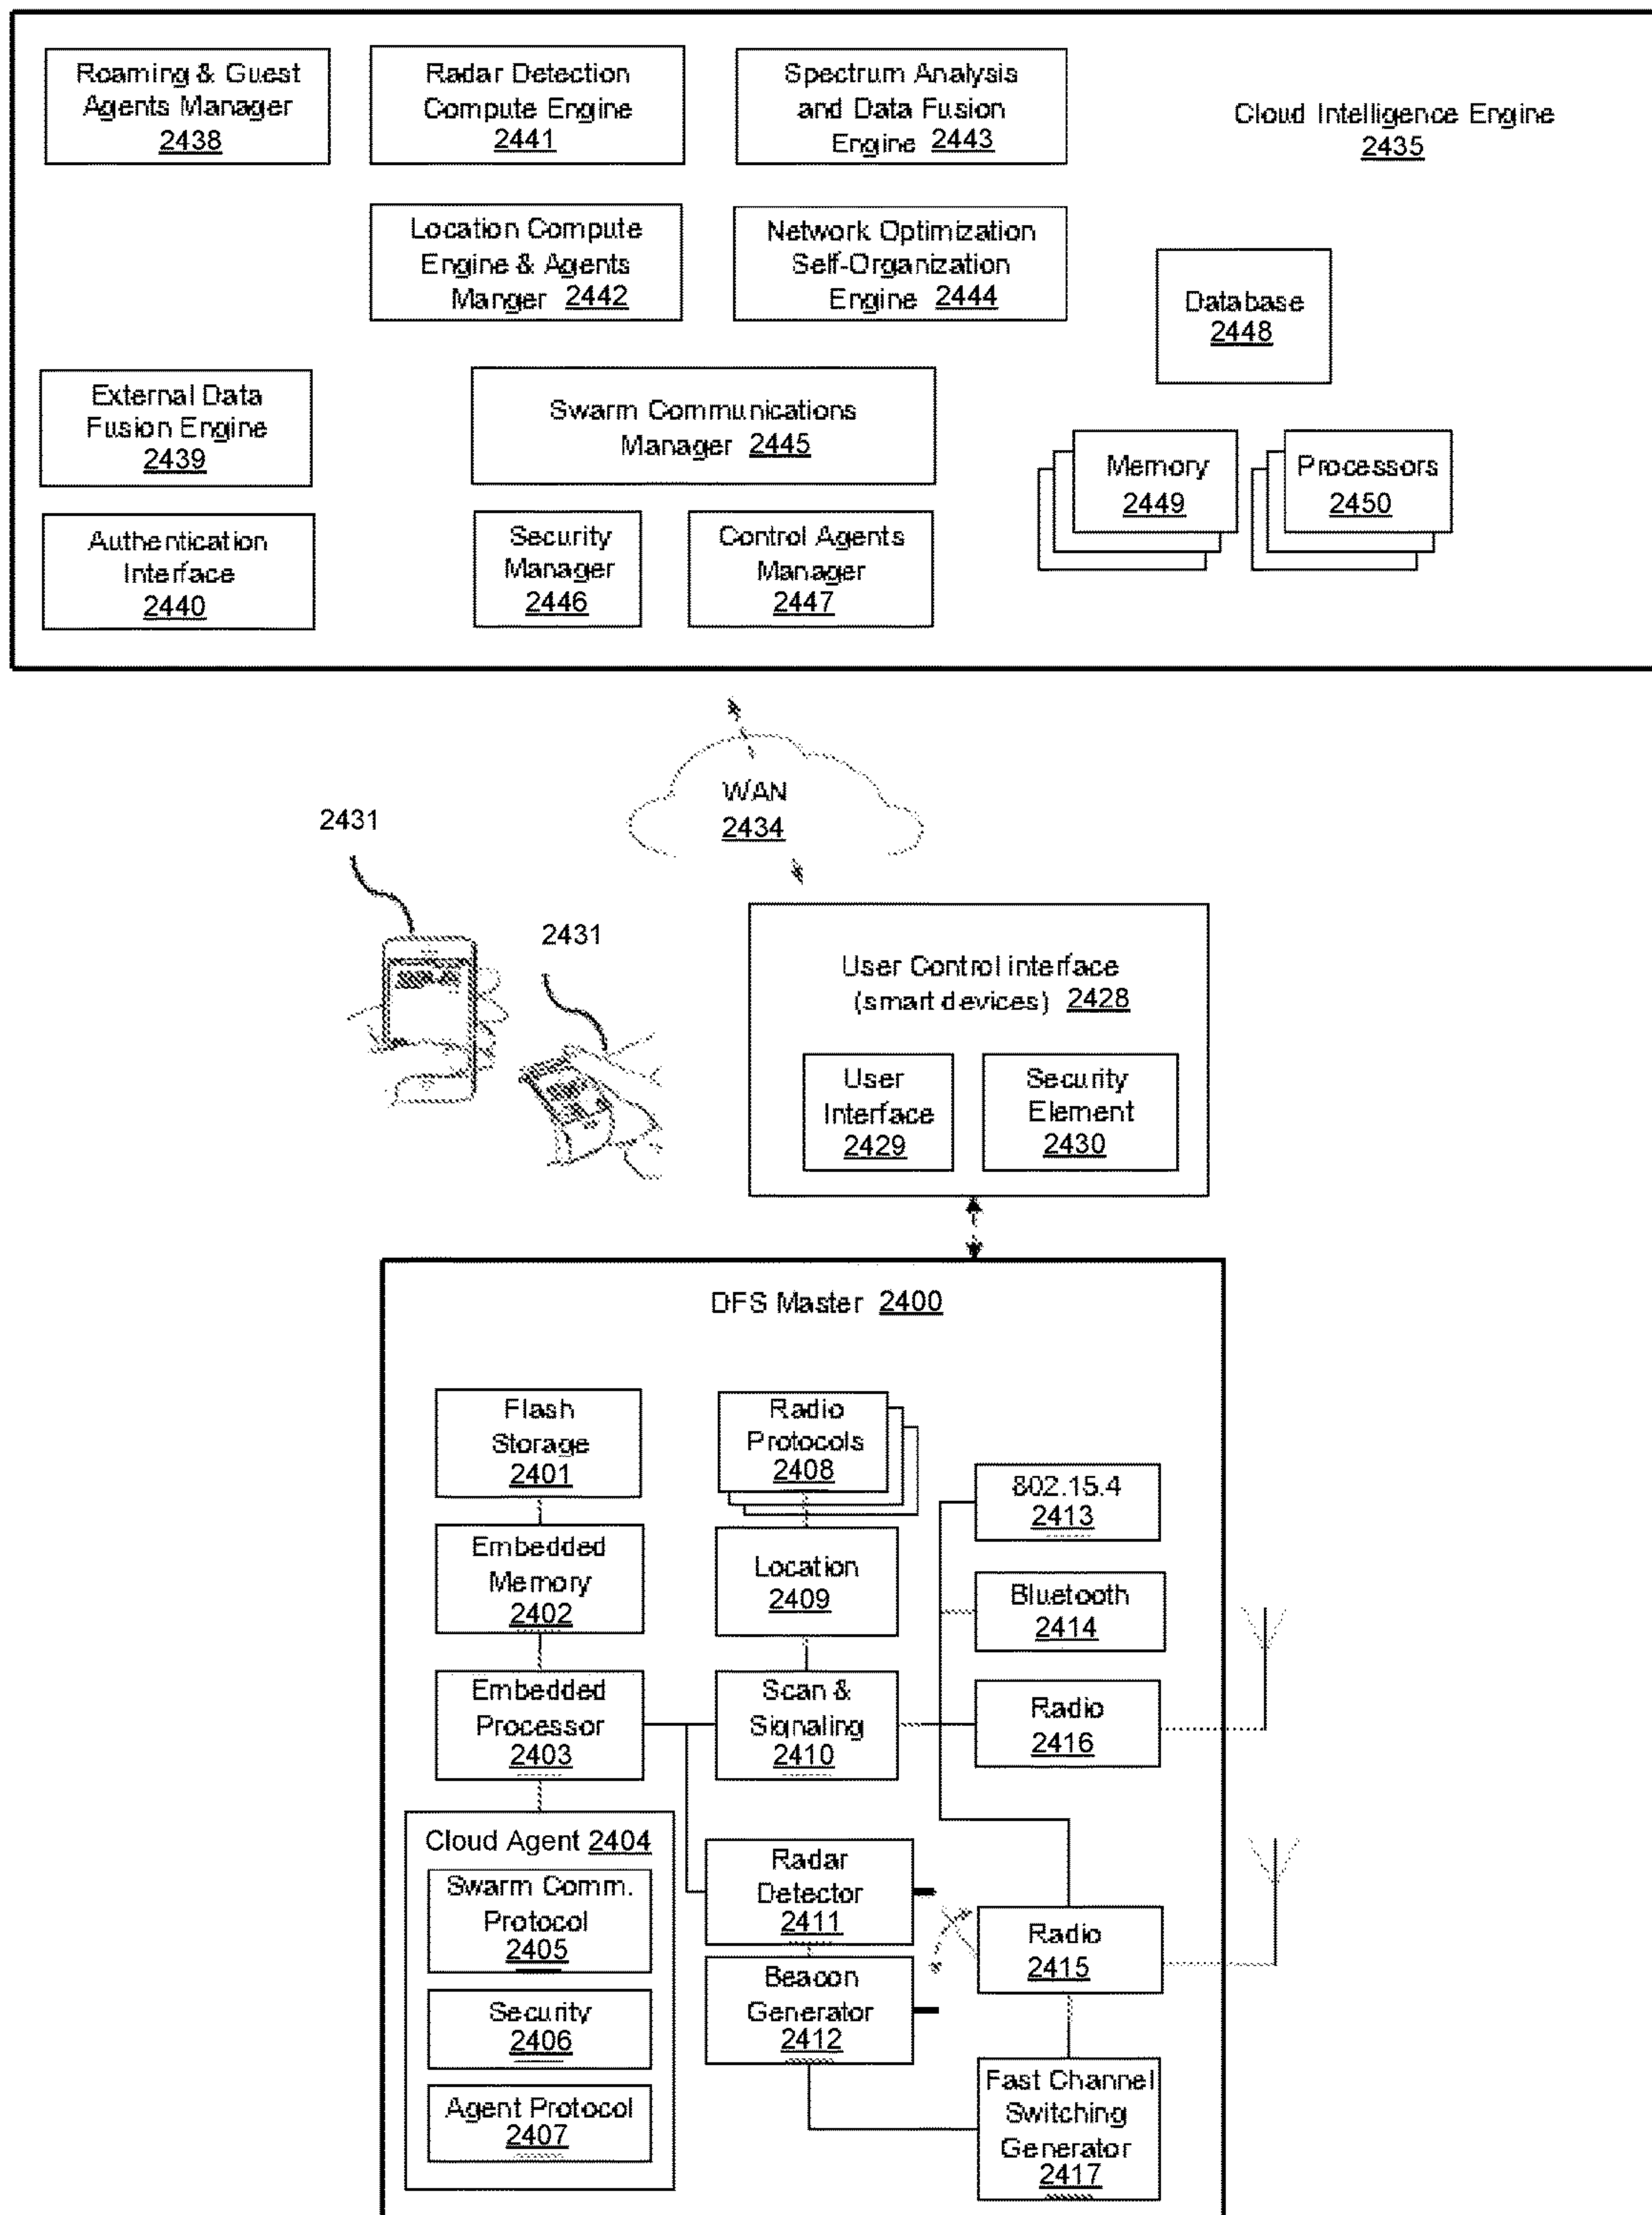 Roaming & Guest
Agents Manager
2438
Radar Detection
Compute Engine
2441
Spectrum Analysis
and Data Fusion
Engine 2443
Cloud Intelligence Engine
2435
Location Compute
Engine & Agents
Manger 2442
Network Optimization
Self-Organization
Engine 2444
Database
2448
External Data
Fusion Engine
2439
Swarm Communications
Manager 2445
Memory
2449
Processors
2450
Authentication
Interface
2440
Security
Manager
2446
Control Agents
Manager
2447
WAN
2434
2431
2431
User Control interface
(smart devices) 2428
User
Interface
2429
Security
Element
2430
DFS Master 2400
Flash
Storage
2401
Radio
Protocols
2408
802.15.4
2413
Embedded
Memory
2402
Location
2409
Bluetooth
2414
Embedded
Processor
2403
Scan &
Signaling
2410
Radio
2416
Cloud Agent 2404
Swarm Comm.
Protocol
2405
Security
2406
Agent Protocol
2407
Radar
Detector
2411
Beacon
Generator
2412
Radio
2415
Fast Channel
Switching
Generator
2417